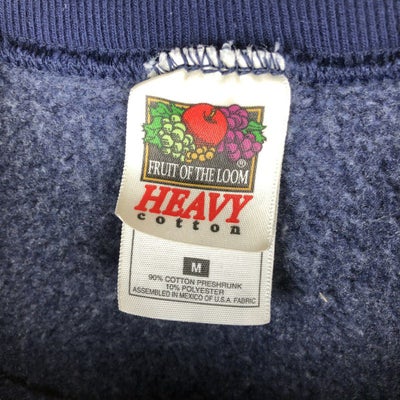 FRUIT OF THE LOOM ®
HEAVY
cotton
M
90% COTTON PRESHRUNK
10% POLYESTER
ASSEMBLED IN MEXICO OF U.S.A. FABRIC